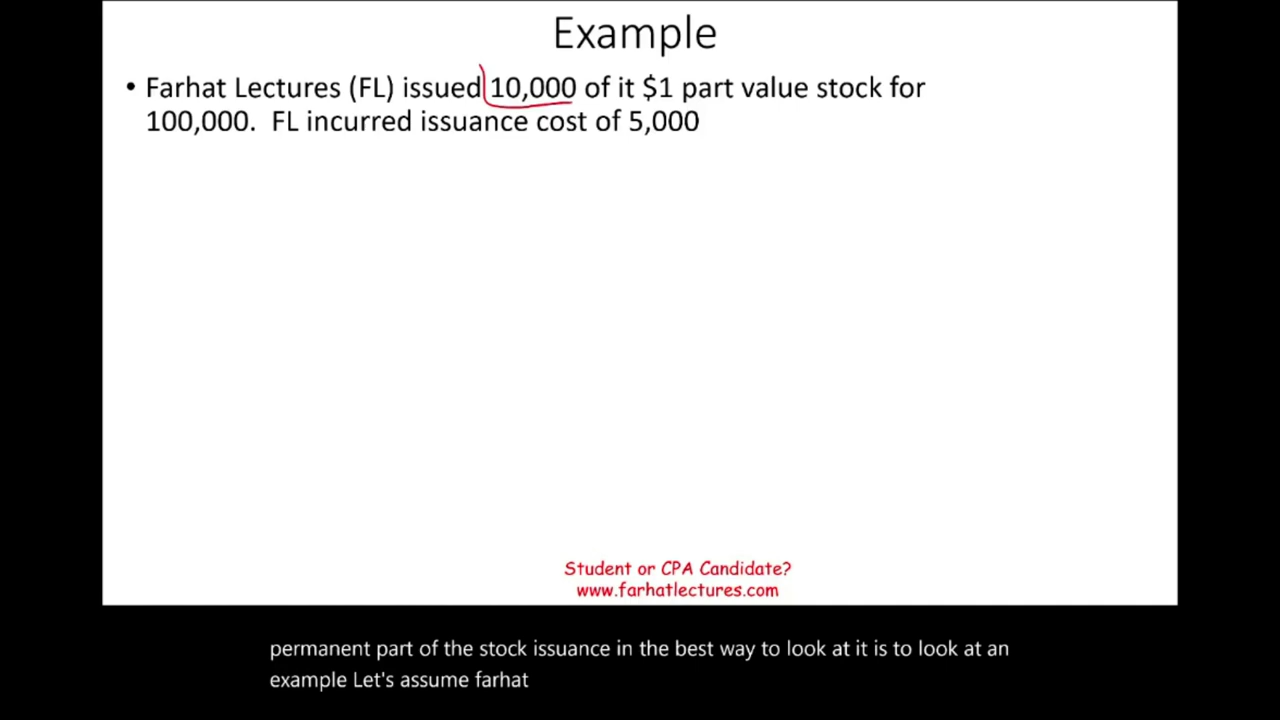 Example
• Farhat Lectures (FL) issued 10,000 of it $1 part value stock for
100,000. FL incurred issuance cost of 5,000
Student or CPA Candidate?
www.farhatlectures.com
permanent part of the stock issuance in the best way to look at it is to look at an
example Let's assume farhat